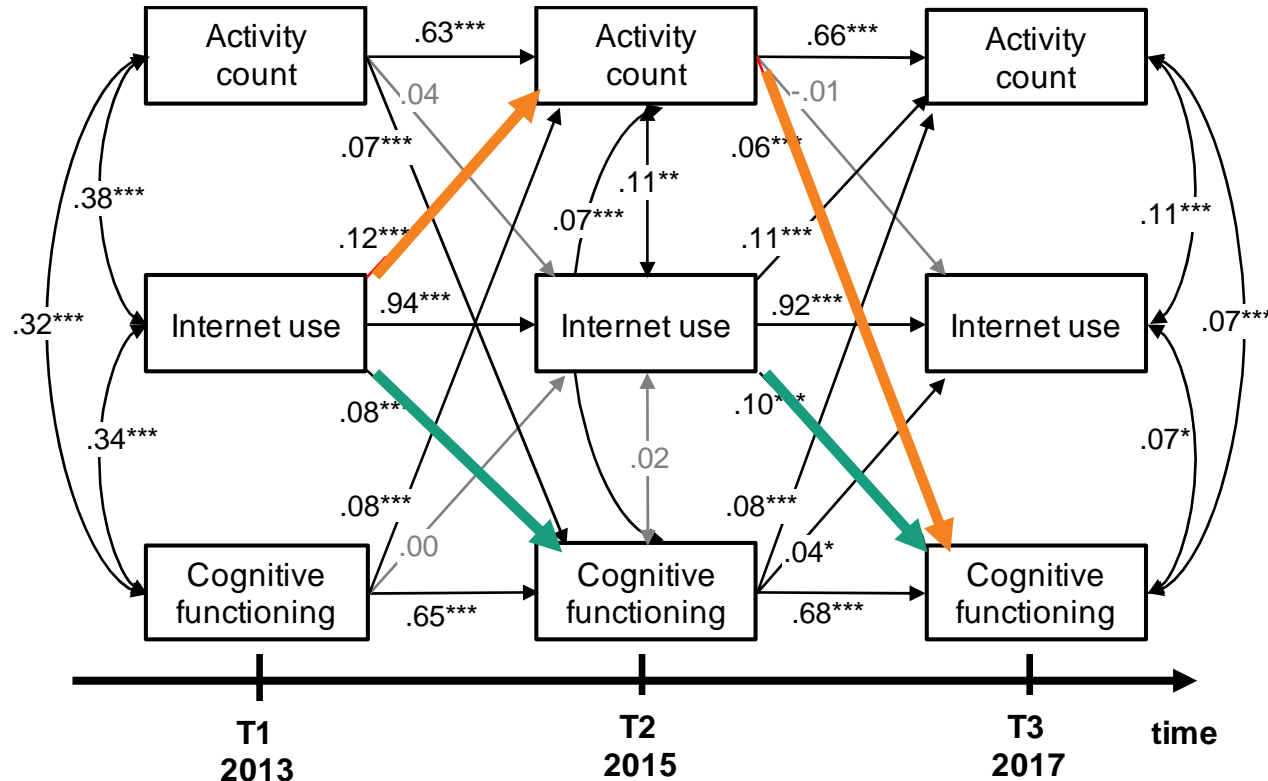 Activity
count
.63***
Activity
count
.66***
Activity
count
.04
-.01
.07***
.06***
.38***
.11**
.07***
.11***
.12***
.11***
Internet use
.94***
Internet use
.92***
Internet use
.32***
.07***
.08***
.10***
.34***
.02
.07*
.08***
.08***
.00
.04*
Cognitive
functioning
.65***
Cognitive
functioning
.68***
Cognitive
functioning
T1
2013
T2
2015
T3
2017
time